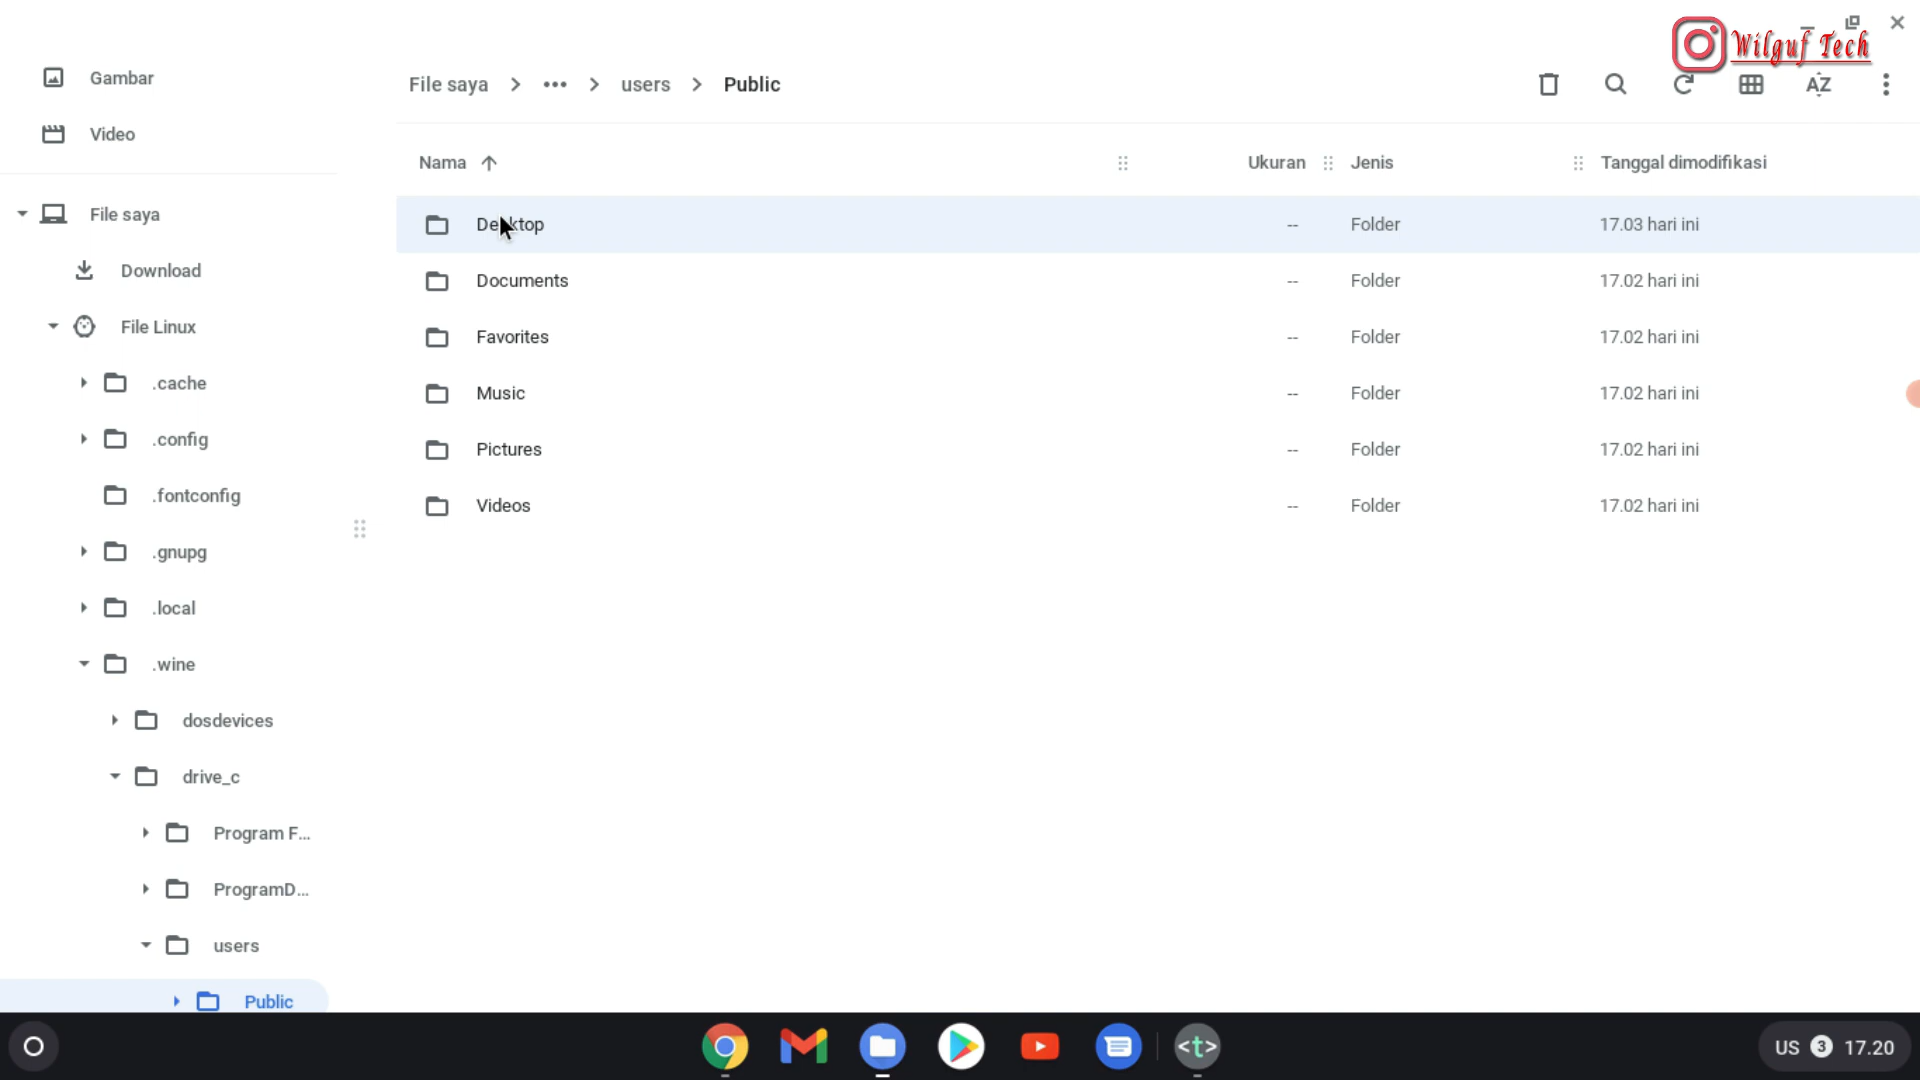 Wilguf Tech
Gambar
Video
File saya
Download
File Linux
.cache
.config
.fontconfig
.gnupg
.local
.wine
dosdevices
drive_c
Program F...
ProgramD...
users
Public
File saya > ••• > users > Public
AZ
Nama Ukuran Jenis Tanggal dimodifikasi
Desktop -- Folder 17.03 hari ini
Documents -- Folder 17.02 hari ini
Favorites -- Folder 17.02 hari ini
Music -- Folder 17.02 hari ini
Pictures -- Folder 17.02 hari ini
Videos -- Folder 17.02 hari ini
<t>
US 3 17.20